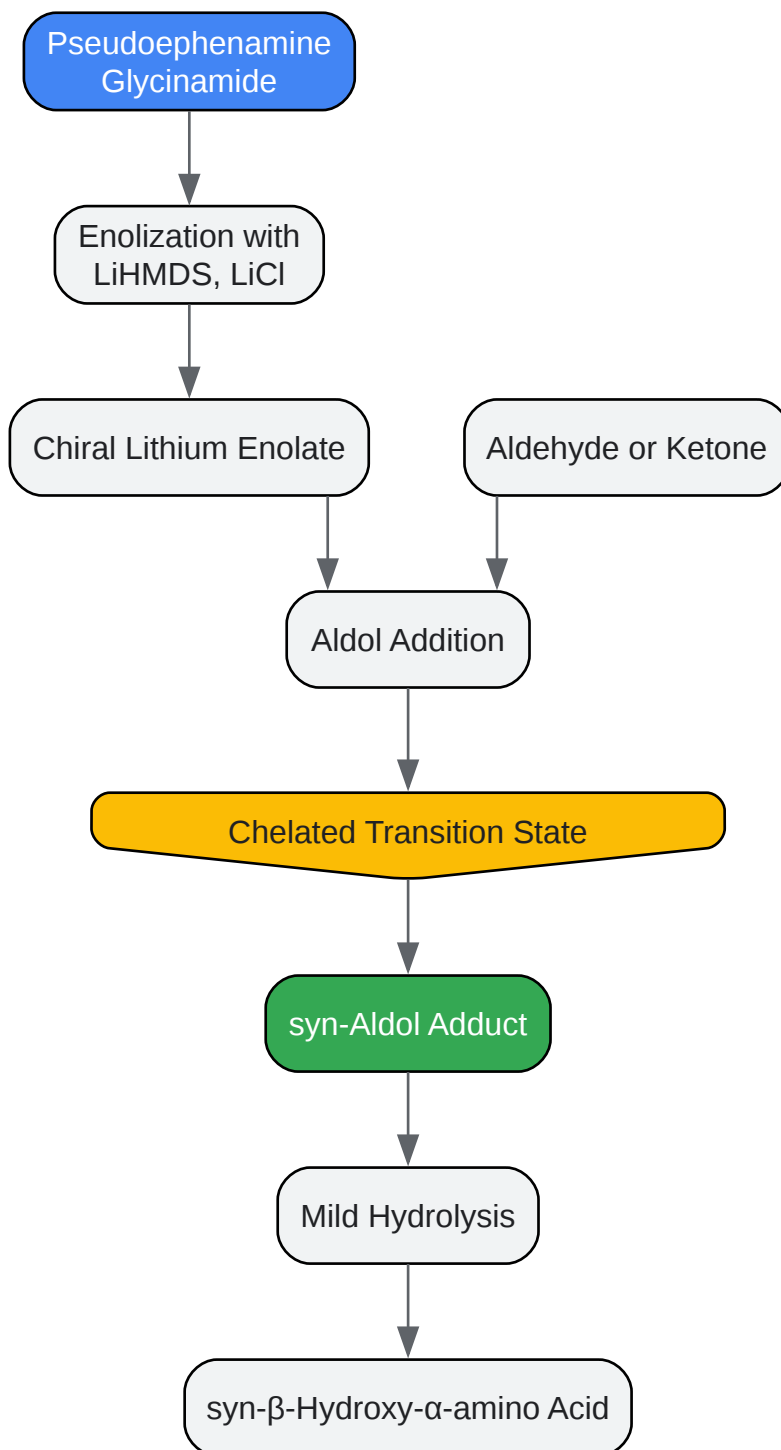 Pseudoephenamine
Glycinamide
Enolization with
LiHMDS, LiCl
Chiral Lithium Enolate
Aldehyde or Ketone
Aldol Addition
Chelated Transition State
syn-Aldol Adduct
Mild Hydrolysis
syn-β-Hydroxy-α-amino Acid